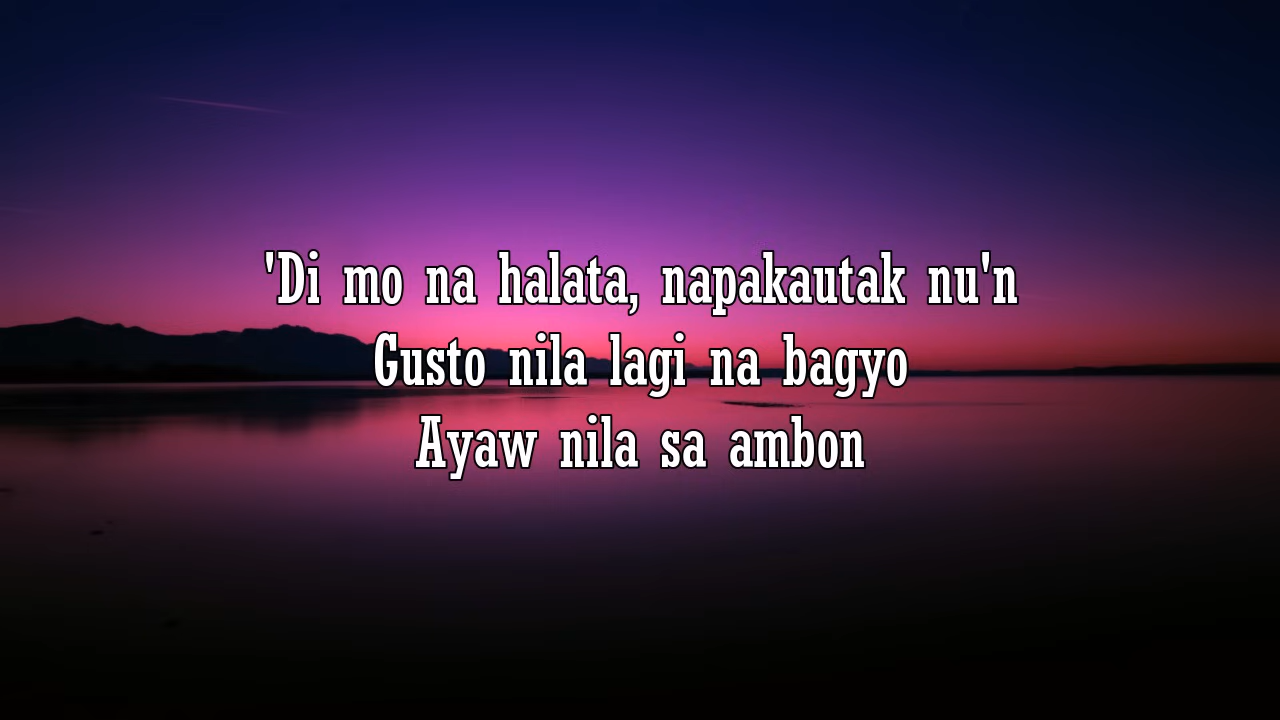 'Di mo na halata, napakautak nu'n
Gusto nila lagi na bagyo
Ayaw nila sa ambon